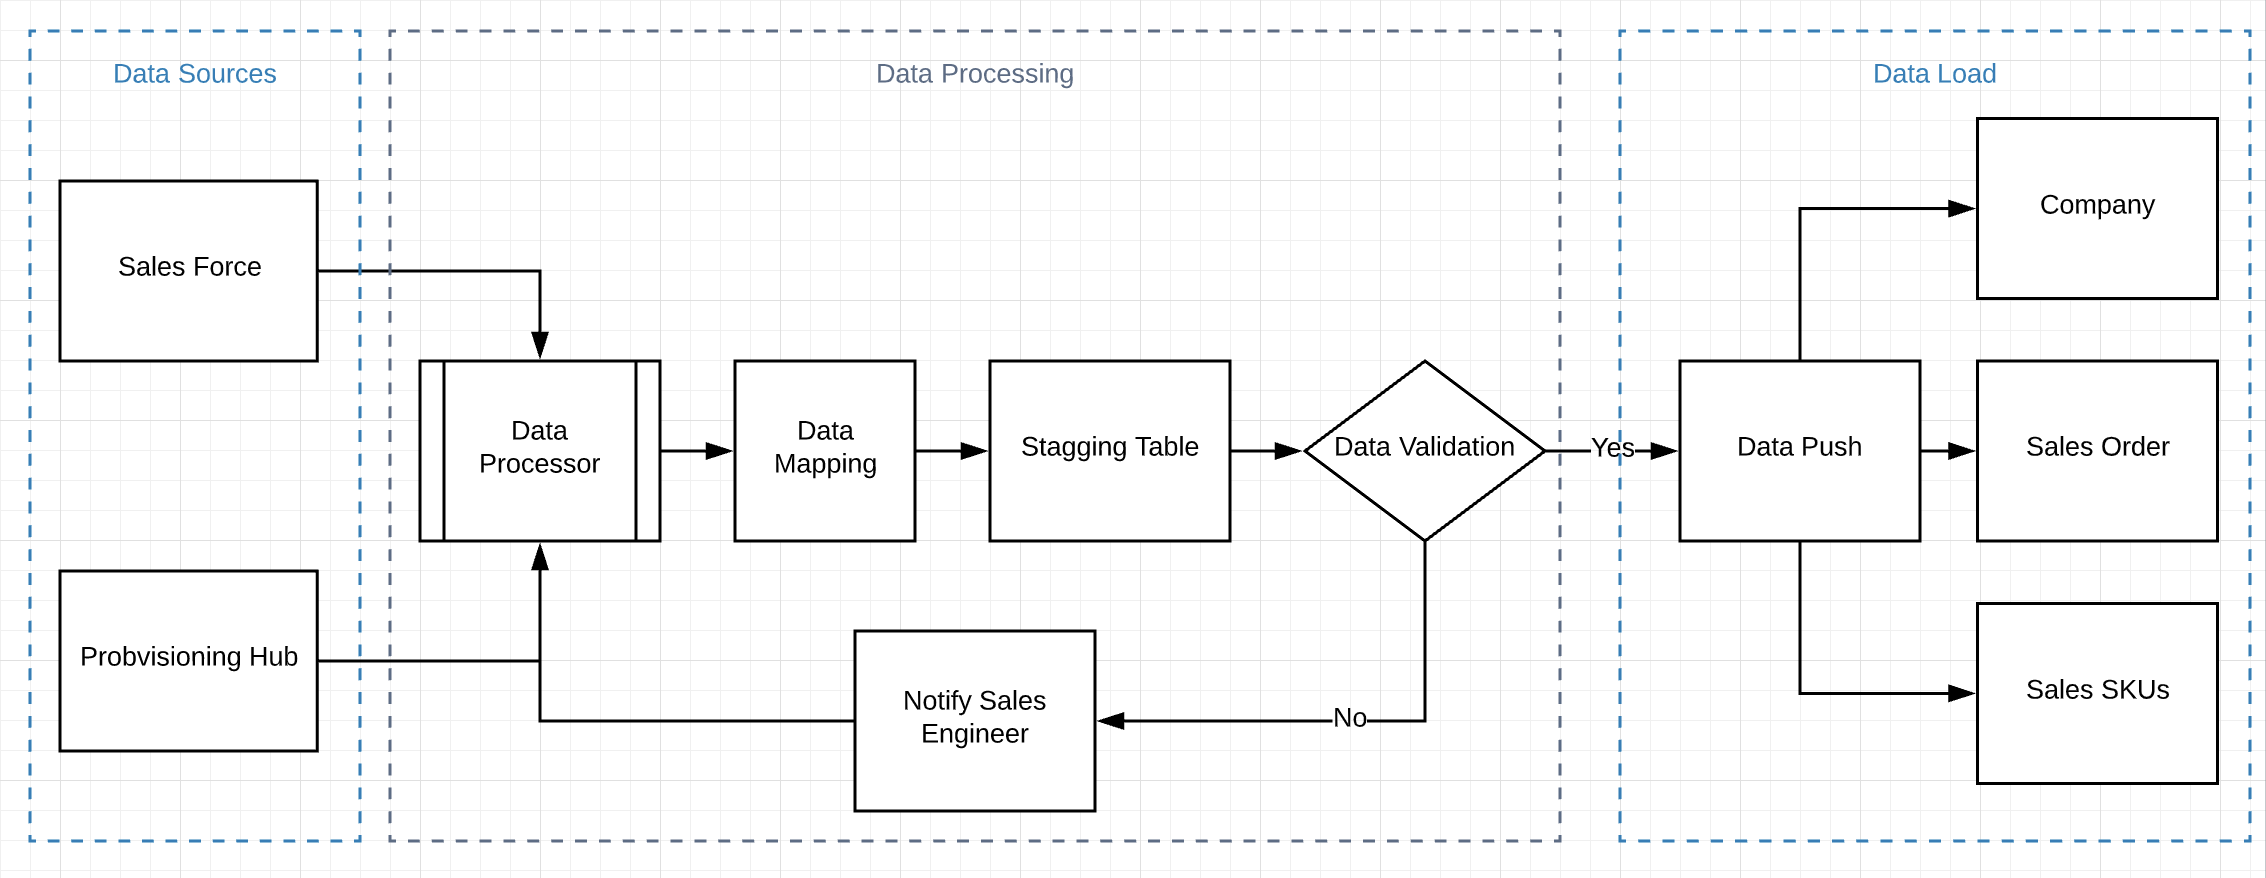 Data Sources
Data Processing
Data Load
Sales Force
Probvisioning Hub
Data
Processor
Data
Mapping
Stagging Table
Data Validation
Yes
No
Notify Sales
Engineer
Data Push
Company
Sales Order
Sales SKUs